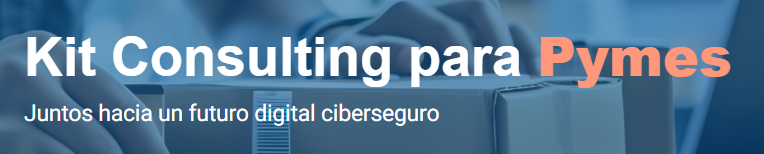 Kit Consulting para Pymes
Juntos hacia un futuro digital ciberseguro